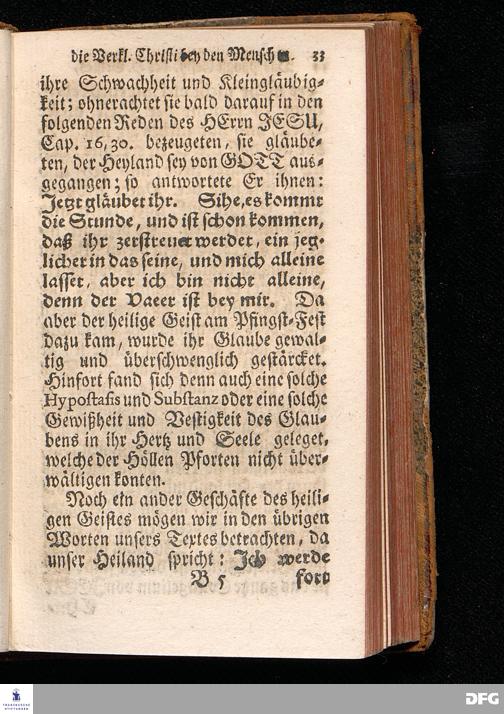 die Verkl. Christi bey den Menschen. 33
ihre Schwachheit und Kleingläubig-
keit; ohnerachtet sie bald darauf in den
folgenden Reden des HErrn JESU,
Cap. 16, 30. bezeugeten, sie gläube-
ten, der Heyland sey von GOTT aus-
gegangen; so antwortete Er ihnen:
Jetzt gläubet ihr. Sihe, es kommt
die Stunde, und ist schon kommen,
daß ihr zerstreuet werdet, ein jeg-
licher in das seine, und mich alleine
lasset, aber ich bin nicht alleine,
denn der Vaeer ist bey mir. Da
aber der heilige Geist am Pfingst-Fest
dazu kam, wurde ihr Glaube gewal-
tig und überschwenglich gestärcket.
Hinfort fand sich denn auch eine solche
Hypostasis und Substanz oder eine solche
Gewißheit und Vestigkeit des Glau-
bens in ihr Hertz und Seele geleget,
welche der Höllen Pforten nicht über-
wältigen konten.
Noch ein ander Geschäfte des heili-
gen Geistes mögen wir in den übrigen
Worten unsers Textes betrachten, da
unser Heiland spricht: Ich werde
B 5 fort
FRANCKESCHE
STIFTUNGEN
DFG